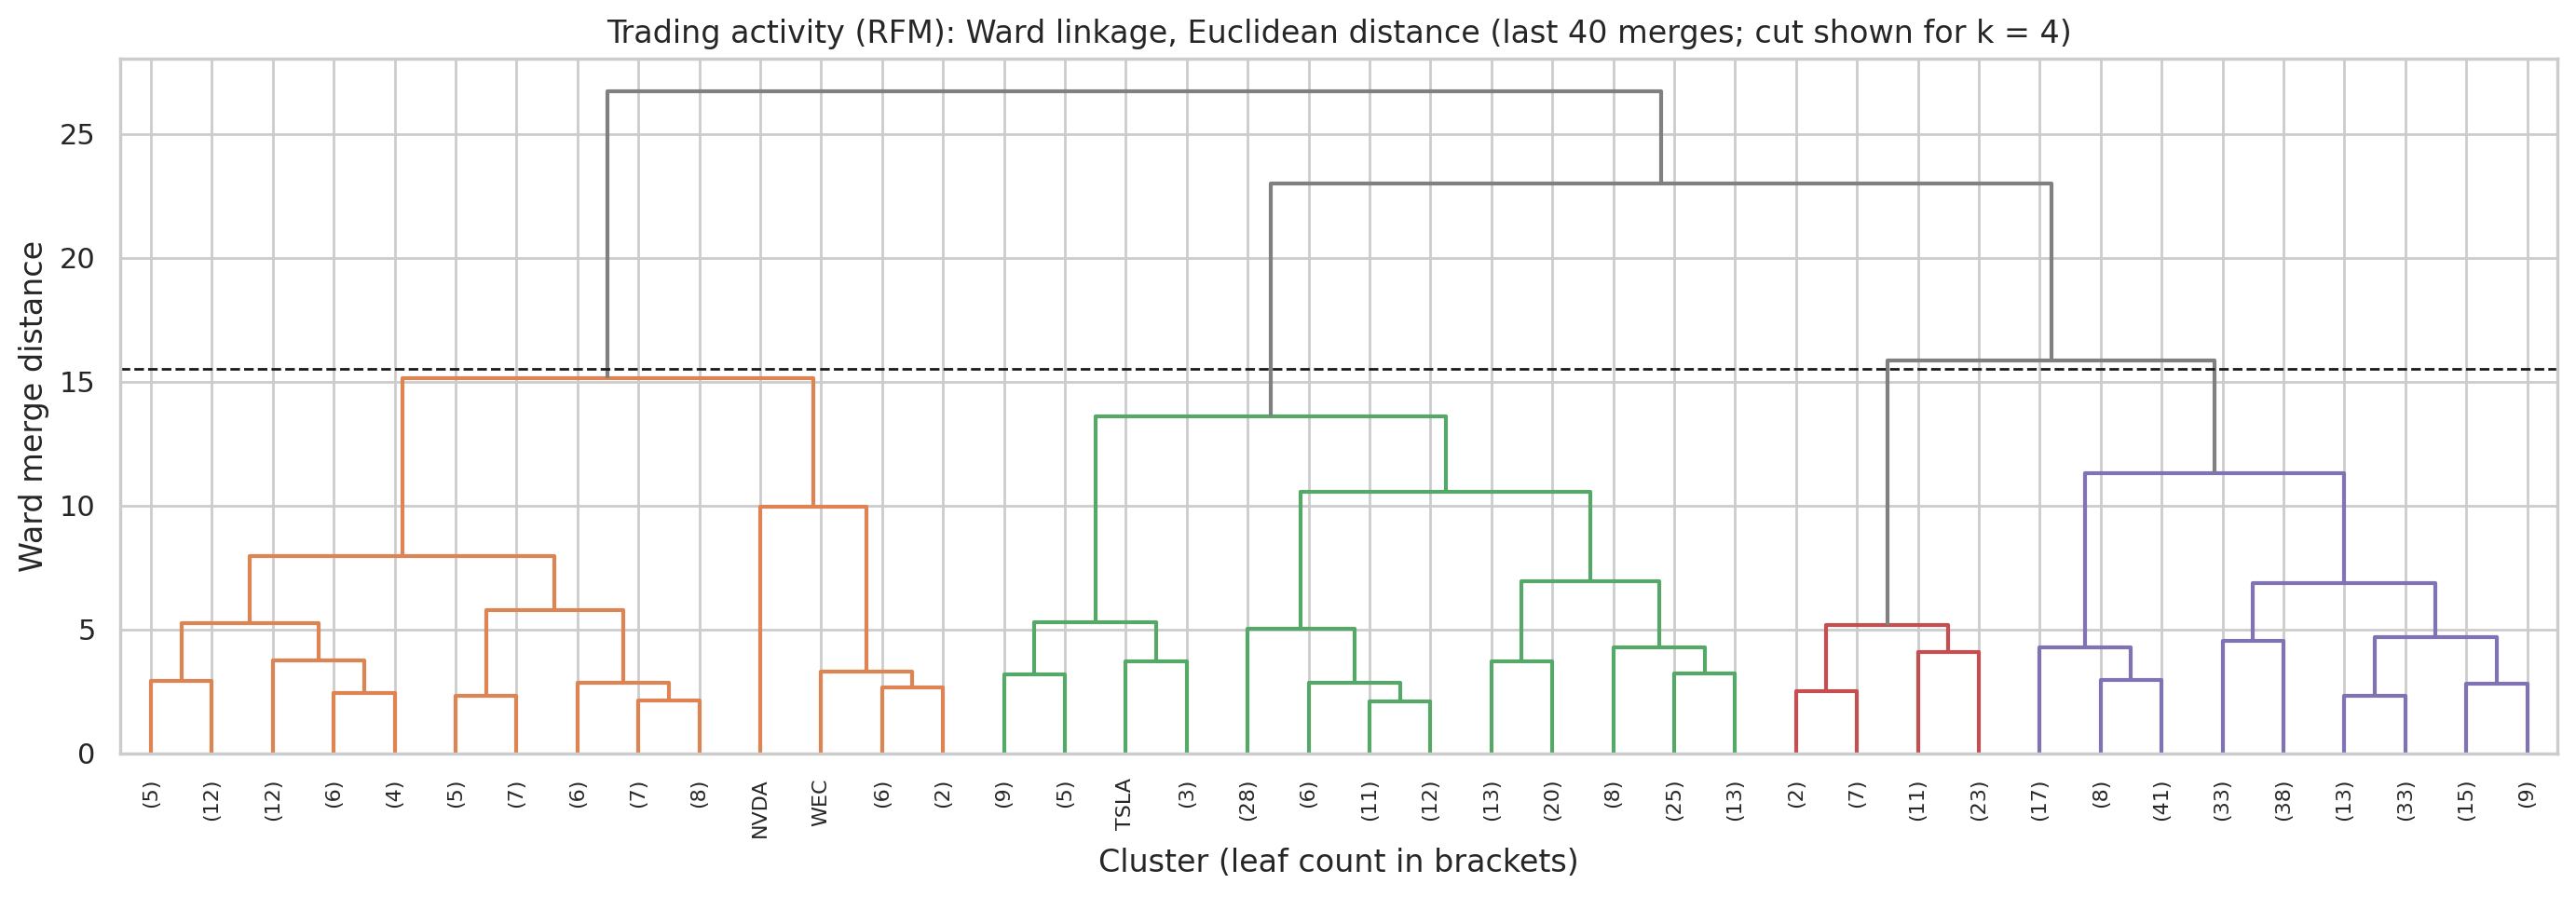 Trading activity (RFM): Ward linkage, Euclidean distance (last 40 merges; cut shown for k = 4)
Ward merge distance
25
20
15
10
5
0
(5) (12) (12) (6) (4) (5) (7) (6) (7) (8) NVDA WEC (6) (2) (9) (5) TSLA (3) (28) (6) (11) (12) (13) (20) (8) (25) (13) (2) (7) (11) (23) (17) (8) (41) (33) (38) (13) (33) (15) (9)
Cluster (leaf count in brackets)